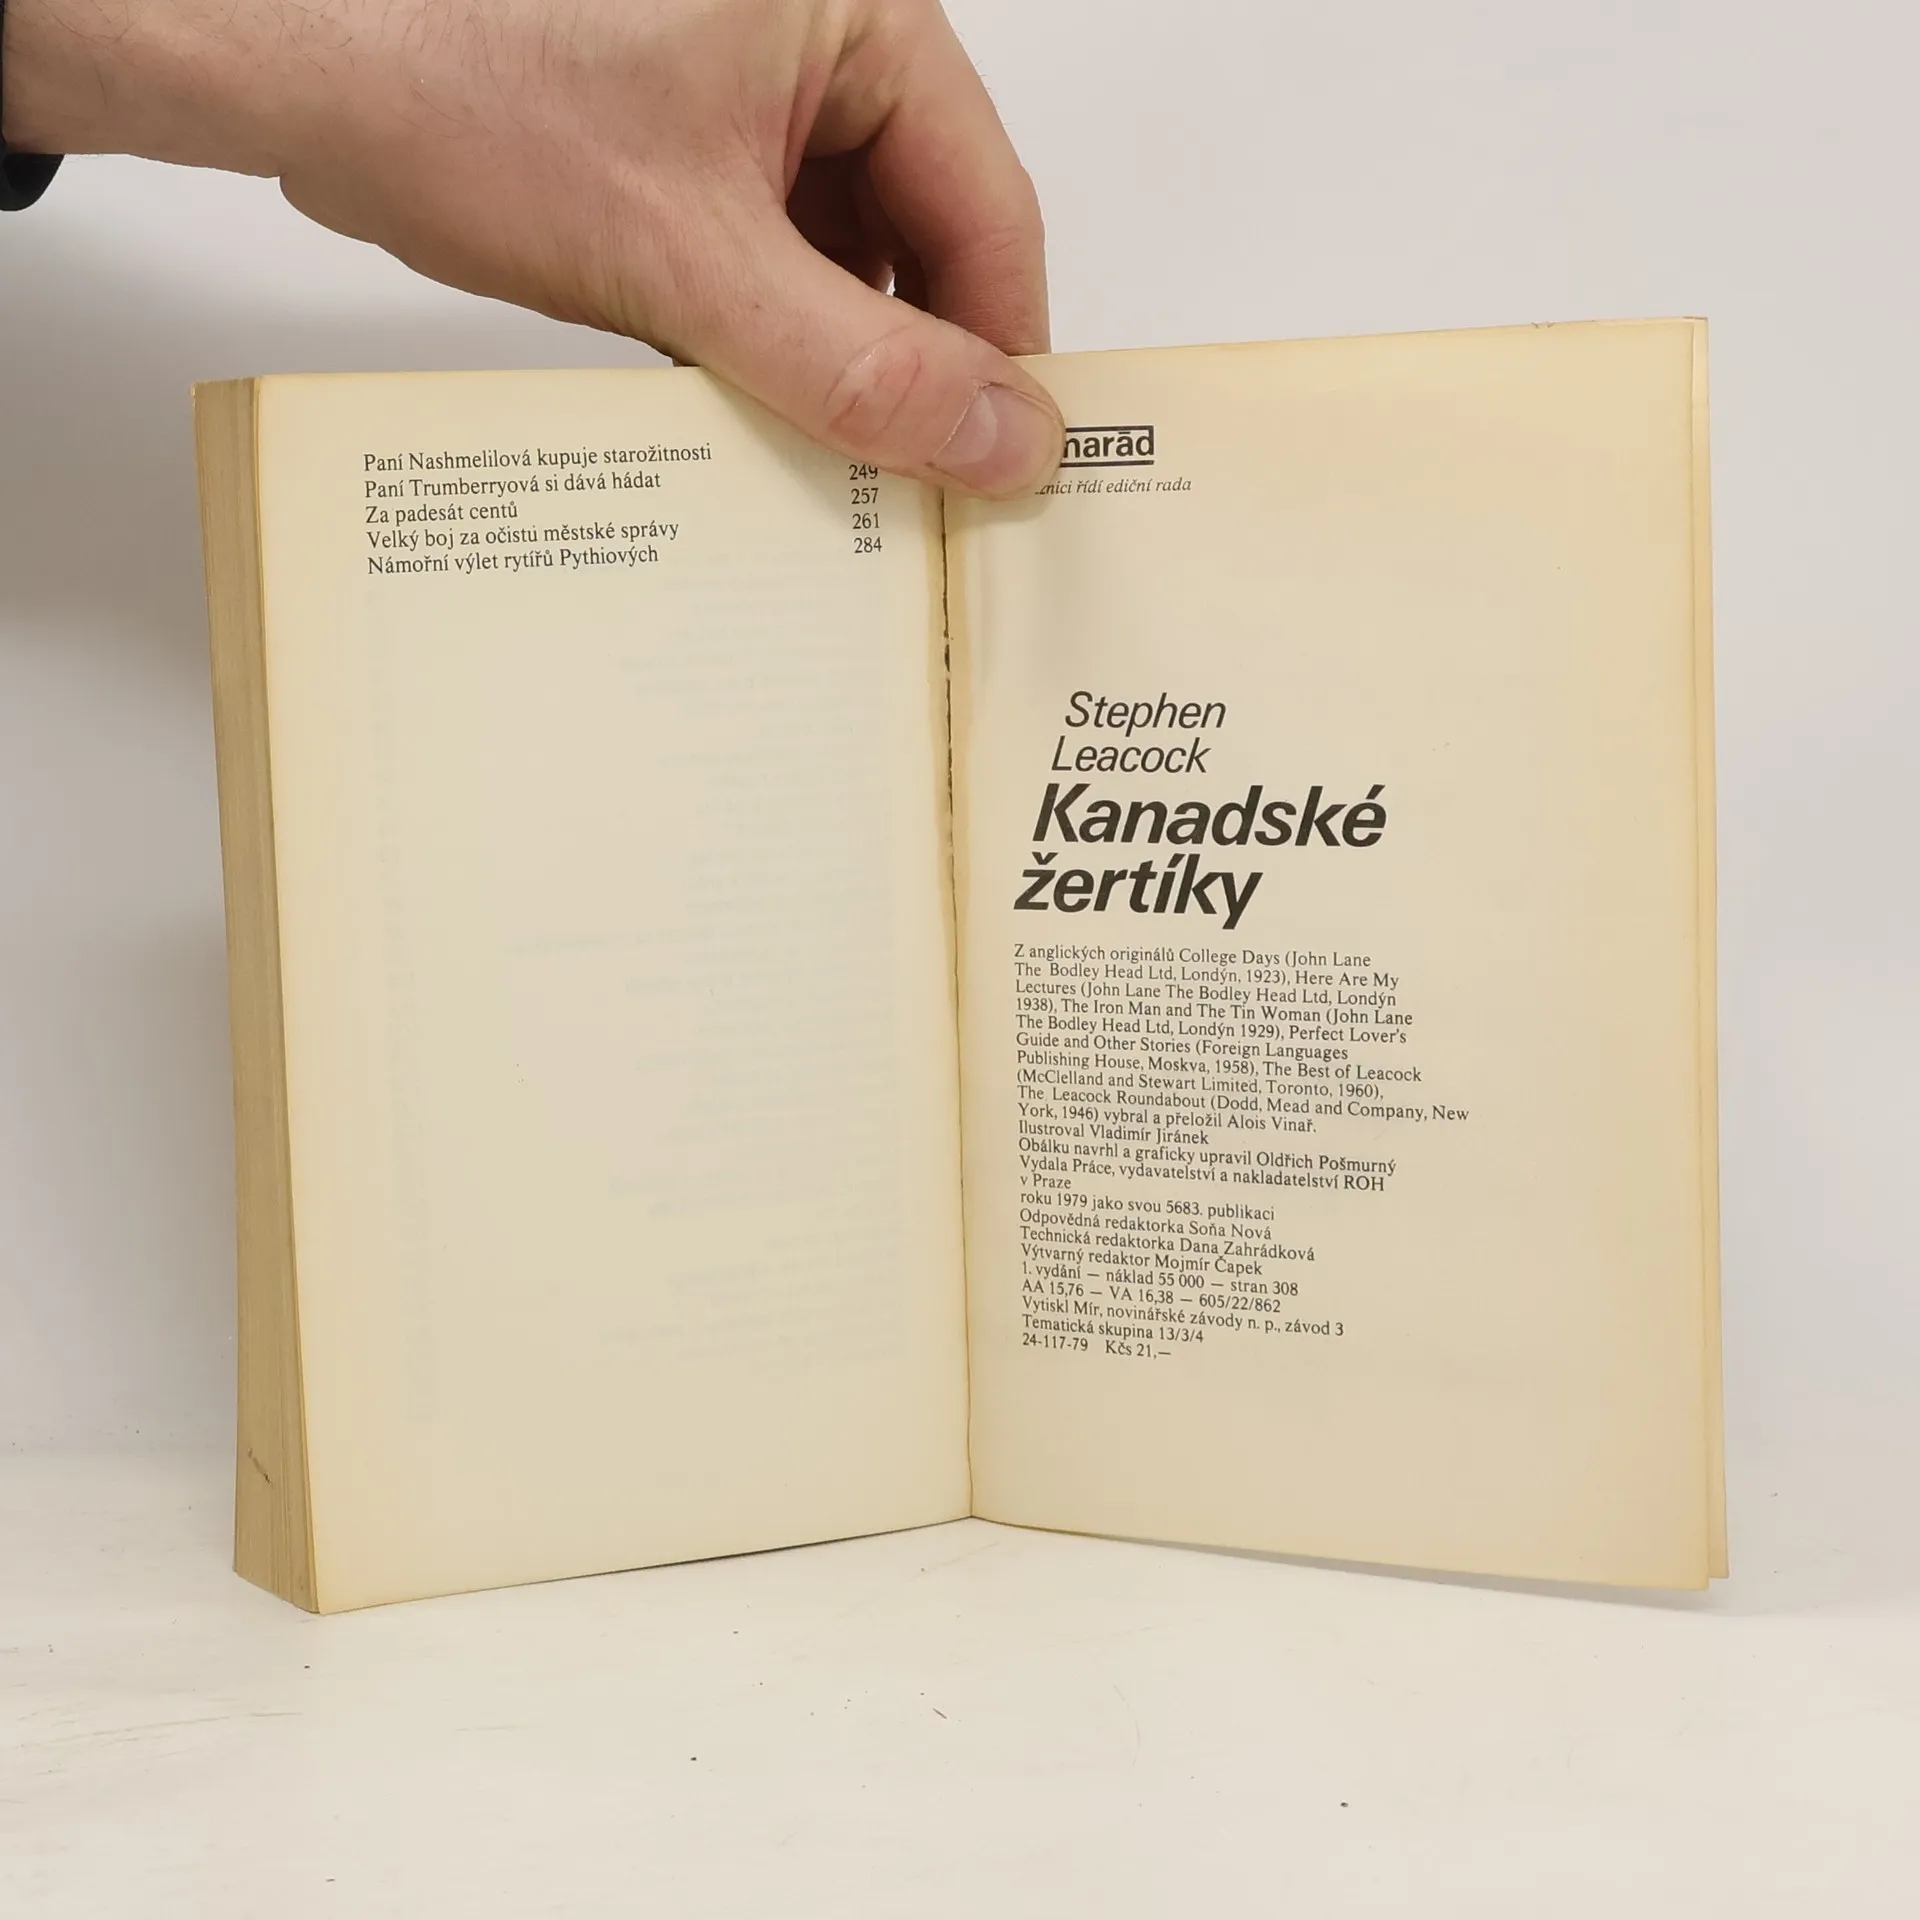 Paní Nashmelilová kupuje starožitnosti
Paní Trumberryová si dává hádat 249
Za padesát centů 257
Velký boj za očistu městské správy 261
Námořní výlet rytířů Pythiových 284
řídí ediční rada
Stephen
Leacock
Kanadské
žertíky
Z anglických originálů College Days (John Lane
The Bodley Head Ltd, Londýn, 1923), Here Are My
Lectures (John Lane The Bodley Head Ltd, Londýn
1938), The Iron Man and The Tin Woman (John Lane
The Bodley Head Ltd, Londýn 1929), Perfect Lover's
Guide and Other Stories (Foreign Languages
Publishing House, Moskva, 1958), The Best of Leacock
(McClelland and Stewart Limited, Toronto, 1960),
The Leacock Roundabout (Dodd, Mead and Company, New
York, 1946) vybral a přeložil Alois Vinař.
Ilustroval Vladimír Jiránek
Obálku navrhl a graficky upravil Oldřich Pošmurný
Vydala Práce, vydavatelství a nakladatelství ROH
v Praze
roku 1979 jako svou 5683. publikaci
Odpovědná redaktorka Soňa Nová
Technická redaktorka Dana Zahrádková
Výtvarný redaktor Mojmír Čapek
1. vydání — náklad 55 000 — stran 308
AA 15,76 — VA 16,38 — 605/22/862
Vytiskl Mír, novinářské závody n. p., závod 3
Tematická skupina 13/3/4
24-117-79 Kčs 21,—